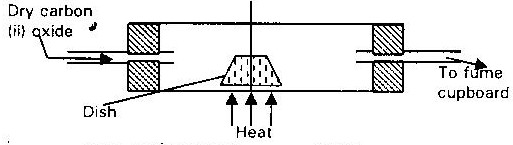 Dry carbon
(ii) oxide
To fume
cupboard
Dish
Heat